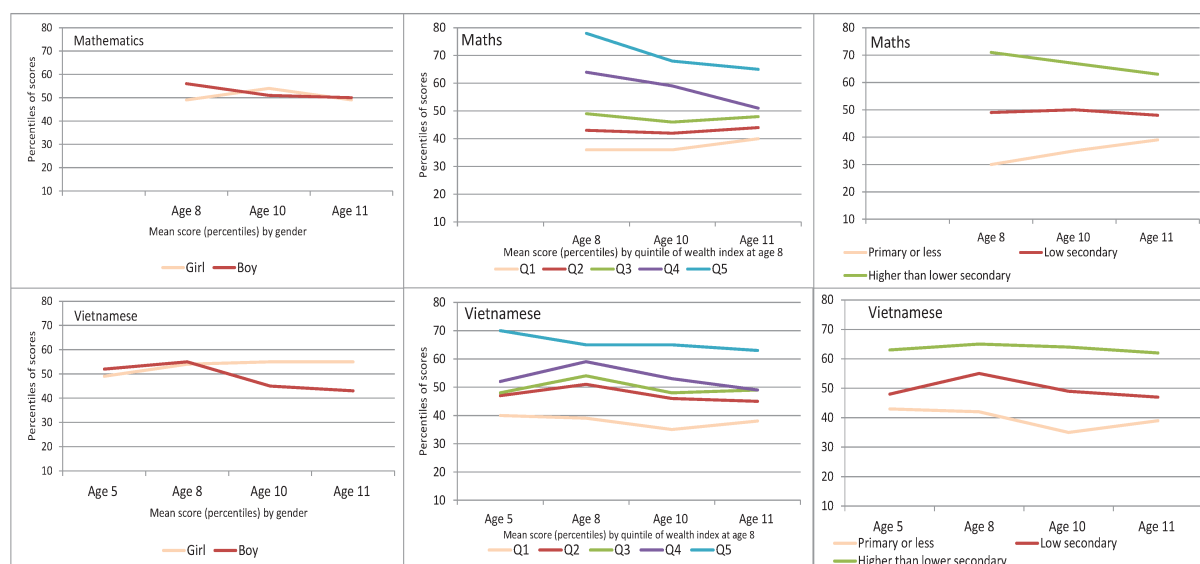 Mathematics
Percentiles of scores
80
70
60
50
40
30
20
10
Age 8 Age 10 Age 11
Mean score (percentiles) by gender
Girl Boy
Maths
Percentiles of scores
80
70
60
50
40
30
20
10
Age 8 Age 10 Age 11
Mean score (percentiles) by quintile of wealth index at age 8
Q1 Q2 Q3 Q4 Q5
Maths
80
70
60
50
40
30
20
10
Age 8 Age 10 Age 11
Primary or less Low secondary
Higher than lower secondary
Vietnamese
Percentiles of scores
80
70
60
50
40
30
20
10
Age 5 Age 8 Age 10 Age 11
Mean score (percentiles) by gender
Girl Boy
Vietnamese
Percentiles of scores
80
70
60
50
40
30
20
10
Age 5 Age 8 Age 10 Age 11
Mean score (percentiles) by quintile of wealth index at age 8
Q1 Q2 Q3 Q4 Q5
Vietnamese
80
70
60
50
40
30
20
10
Age 5 Age 8 Age 10 Age 11
Primary or less Low secondary
Higher than lower secondary